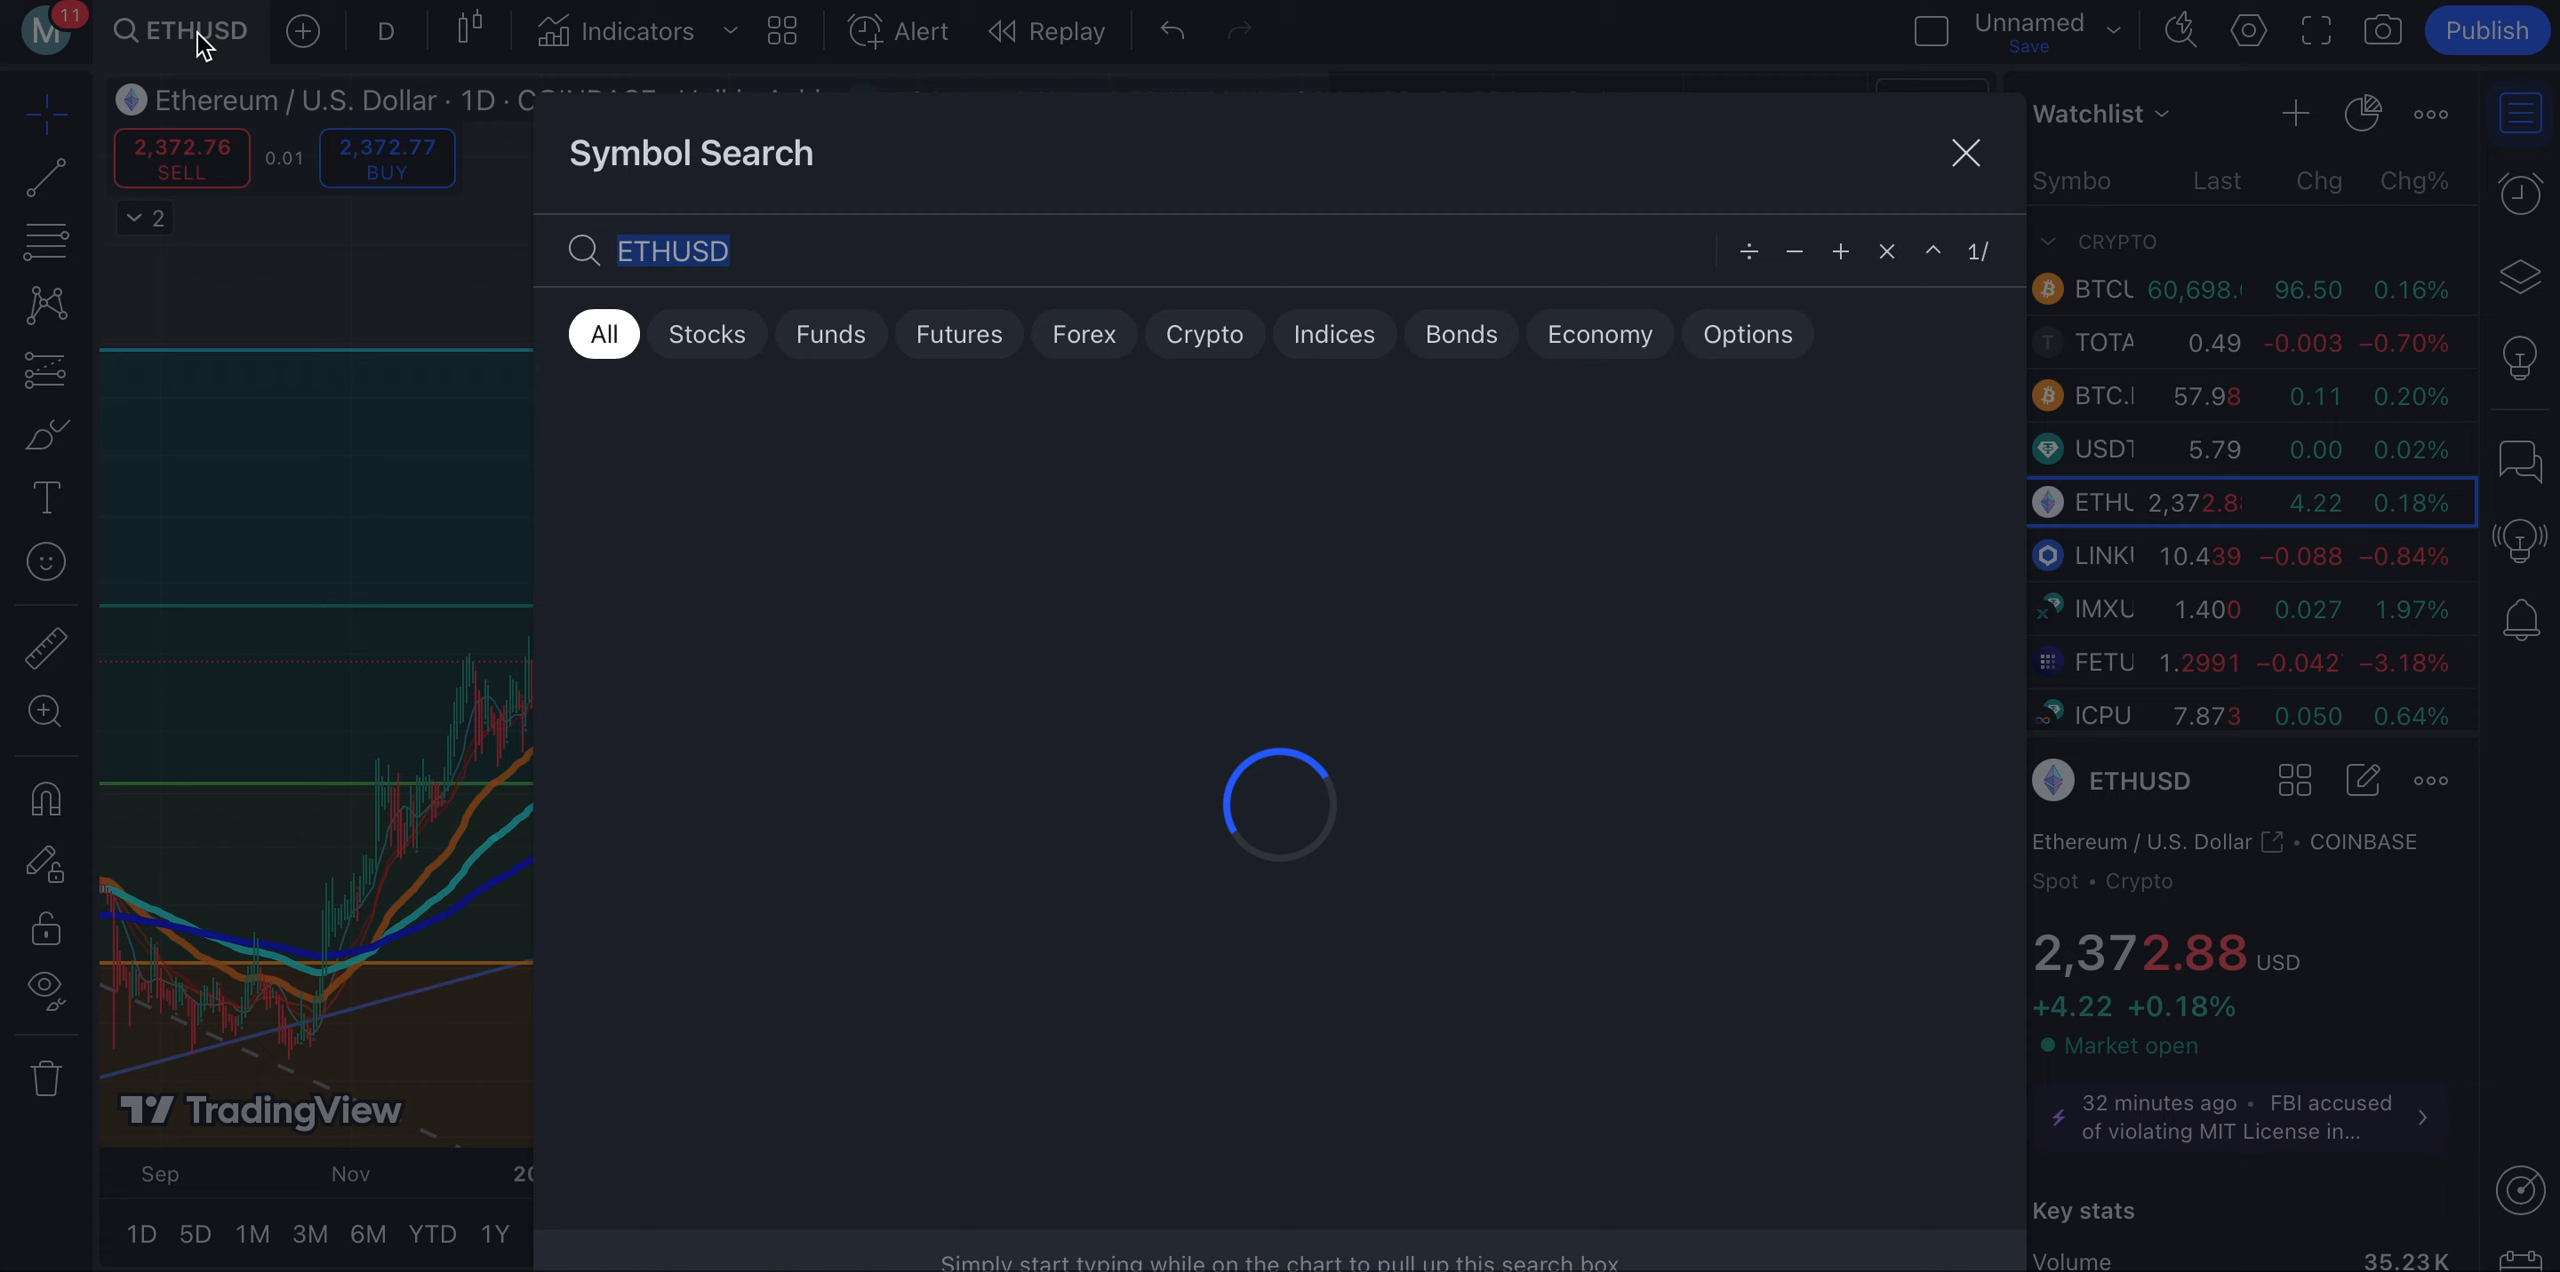 M 11 ETHUSD D Indicators Alert Replay Unnamed Save Publish
Ethereum / U.S. Dollar · 1D ·
2,372.76 SELL 0.01 2,372.77 BUY
2
Symbol Search
ETHUSD ÷ − + × ^ 1/
All Stocks Funds Futures Forex Crypto Indices Bonds Economy Options
Simply start typing while on the chart to pull up this search box
TradingView
Sep Nov
1D 5D 1M 3M 6M YTD 1Y
Watchlist
Symbo Last Chg Chg%
CRYPTO
BTCU 60,698. 96.50 0.16%
T TOTA 0.49 −0.003 −0.70%
BTC. 57.98 0.11 0.20%
USDT 5.79 0.00 0.02%
ETHU 2,372.88 4.22 0.18%
LINKU 10.439 −0.088 −0.84%
IMXU 1.400 0.027 1.97%
FETU 1.2991 −0.042 −3.18%
ICPU 7.873 0.050 0.64%
ETHUSD
Ethereum / U.S. Dollar • COINBASE
Spot • Crypto
2,372.88 USD
+4.22 +0.18%
Market open
32 minutes ago • FBI accused
of violating MIT License in...
Key stats
Volume 35.23K